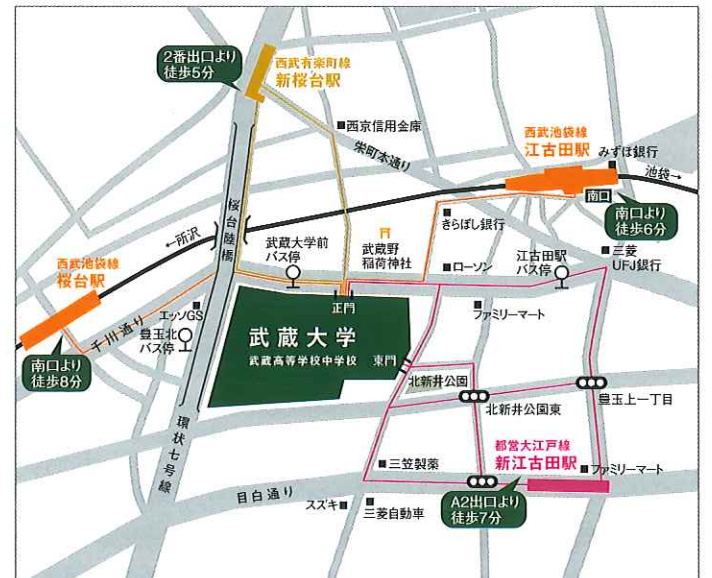 2番出口より
徒歩5分
西武有楽町線
新桜台駅
西京信用金庫
栄町本通り
西武池袋線
江古田駅
みずほ銀行
池袋→
南口
南口より
徒歩6分
きらぼし銀行
桜台陸橋
←所沢
武蔵大学前
バス停
武蔵野
稲荷神社
ローソン
江古田駅
バス停
三菱
UFJ銀行
西武池袋線
桜台駅
千川通り
エッソGS
豊玉北
バス停
正門
ファミリーマート
武蔵大学
武蔵高等学校中学校
東門
南口より
徒歩8分
北新井公園
北新井公園東
豊玉上一丁目
環状七号線
都営大江戸線
新江古田駅
三笠製薬
ファミリーマート
目白通り
スズキ
三菱自動車
A2出口より
徒歩7分